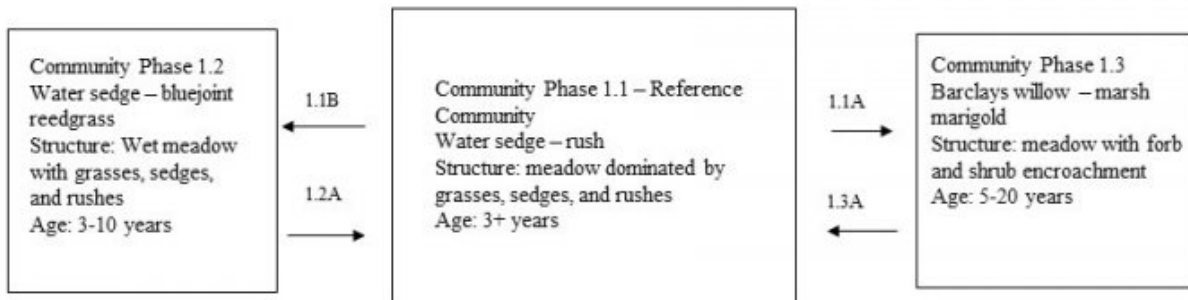 Community Phase 1.2
Water sedge – bluejoint
reedgrass
Structure: Wet meadow
with grasses, sedges,
and rushes
Age: 3-10 years
1.1B
1.2A
Community Phase 1.1 – Reference
Community
Water sedge – rush
Structure: meadow dominated by
grasses, sedges, and rushes
Age: 3+ years
1.1A
1.3A
Community Phase 1.3
Barclays willow – marsh
marigold
Structure: meadow with forb
and shrub encroachment
Age: 5-20 years